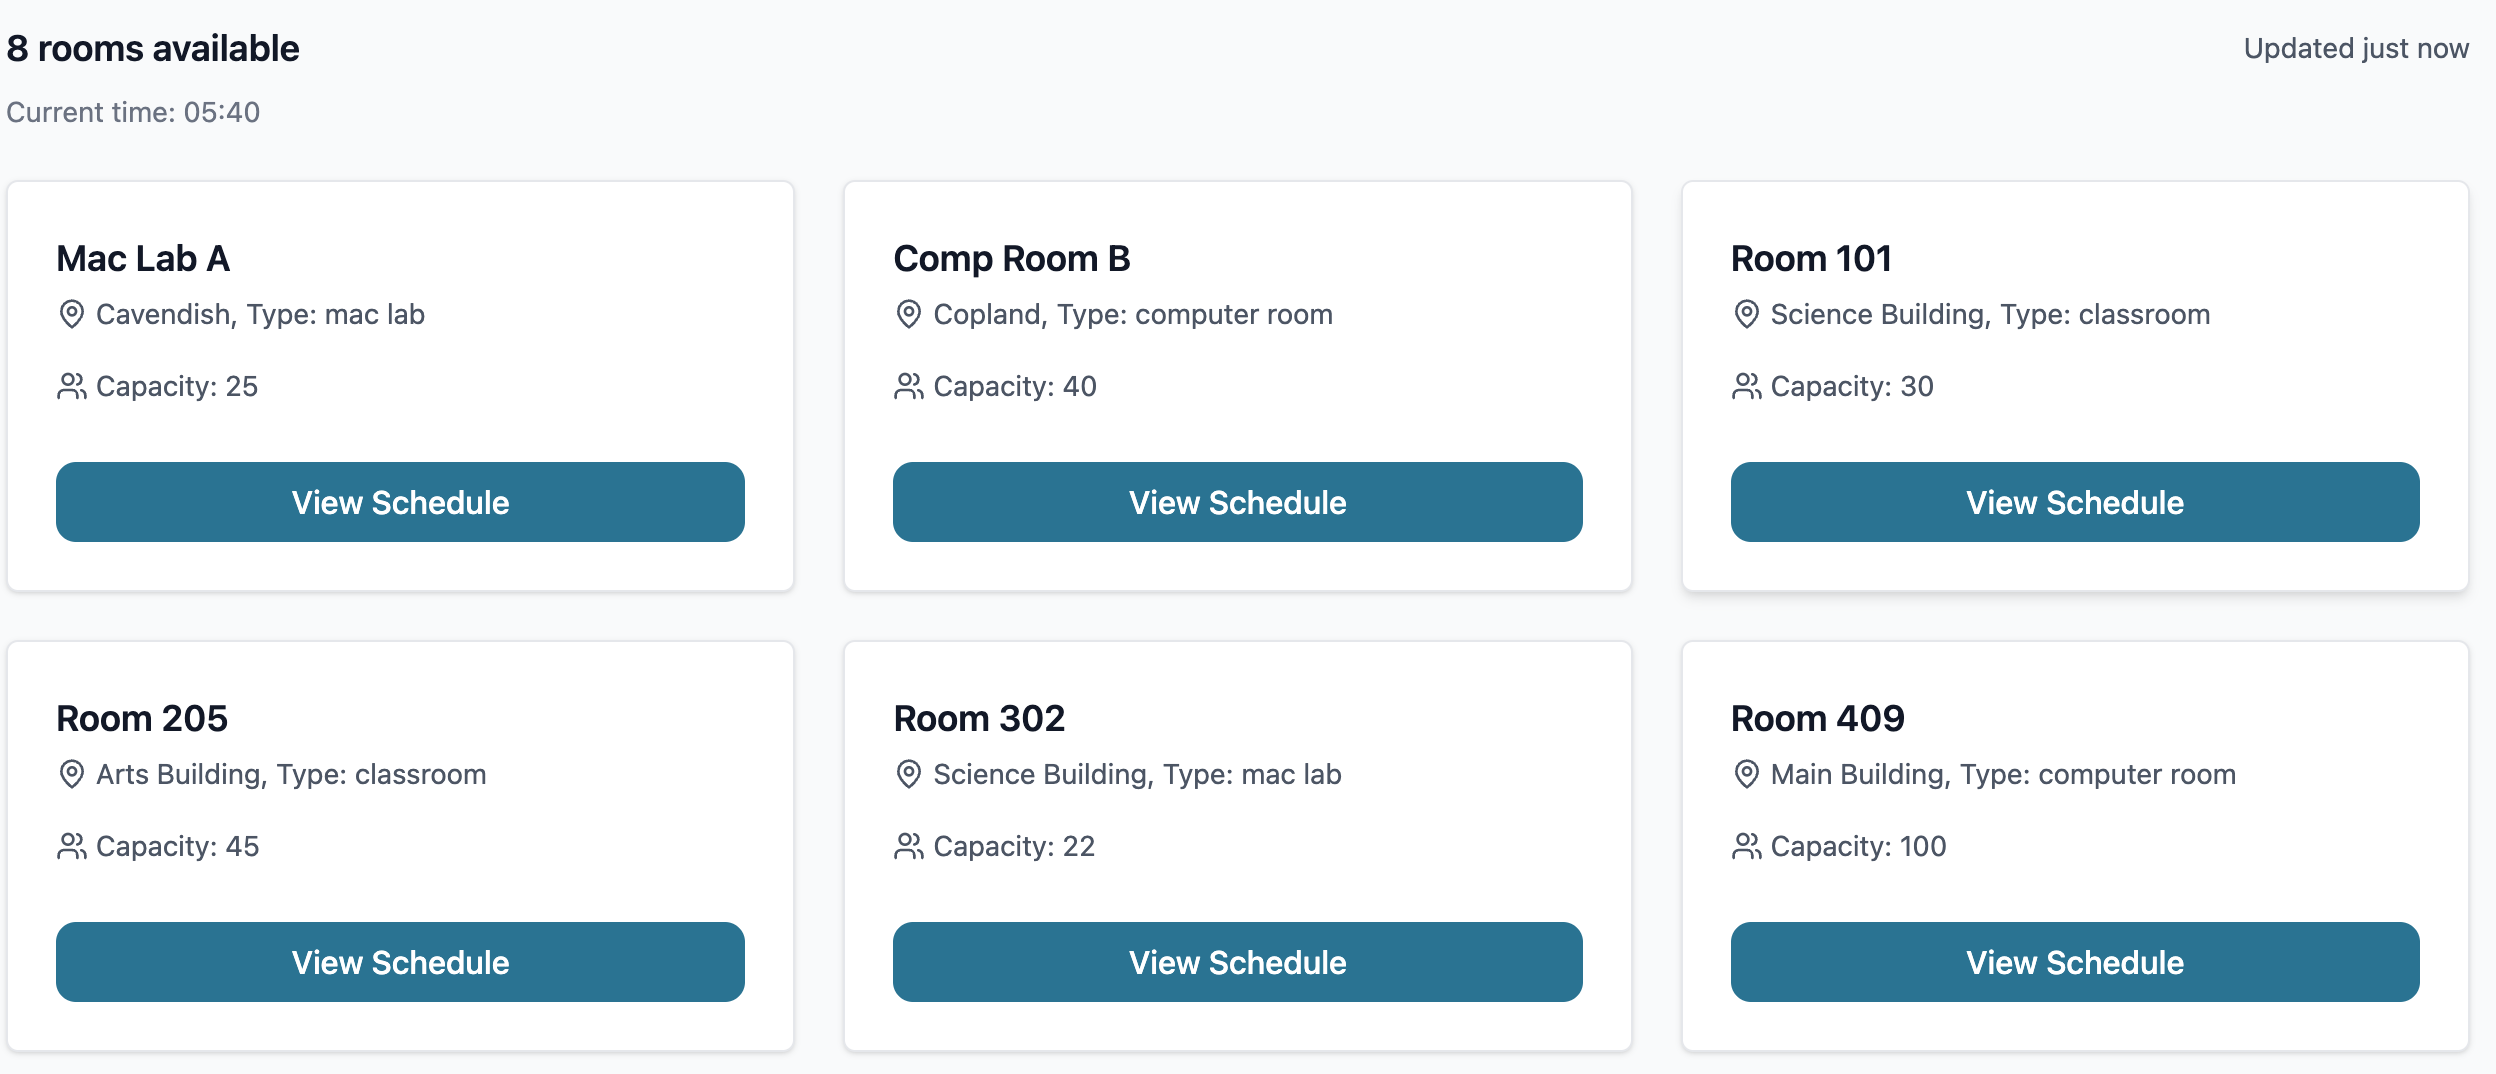 8 rooms available
Updated just now
Current time: 05:40
Mac Lab A
Cavendish, Type: mac lab
Capacity: 25
View Schedule
Comp Room B
Copland, Type: computer room
Capacity: 40
View Schedule
Room 101
Science Building, Type: classroom
Capacity: 30
View Schedule
Room 205
Arts Building, Type: classroom
Capacity: 45
View Schedule
Room 302
Science Building, Type: mac lab
Capacity: 22
View Schedule
Room 409
Main Building, Type: computer room
Capacity: 100
View Schedule